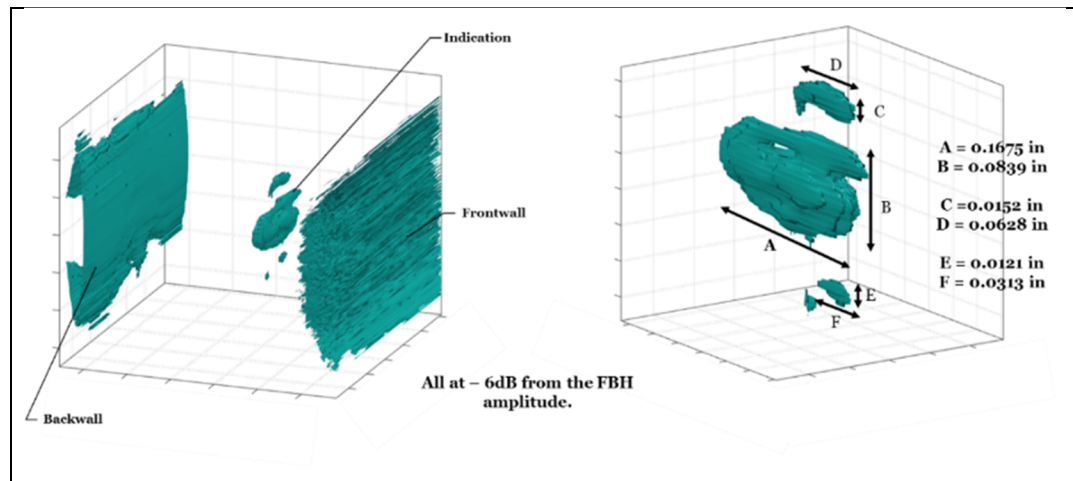 Indication
Frontwall
Backwall
All at – 6dB from the FBH
amplitude.
D
C
B
A
E
F
A = 0.1675 in
B = 0.0839 in
C =0.0152 in
D = 0.0628 in
E = 0.0121 in
F = 0.0313 in